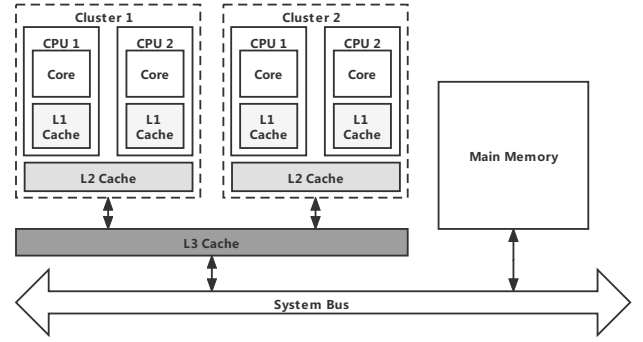 Cluster 1
CPU 1
Core
L1
Cache
CPU 2
Core
L1
Cache
L2 Cache
Cluster 2
CPU 1
Core
L1
Cache
CPU 2
Core
L1
Cache
L2 Cache
Main Memory
L3 Cache
System Bus